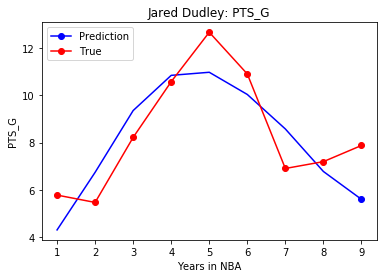 Jared Dudley: PTS_G
Prediction
True
12
10
8
6
4
PTS_G
1 2 3 4 5 6 7 8 9
Years in NBA